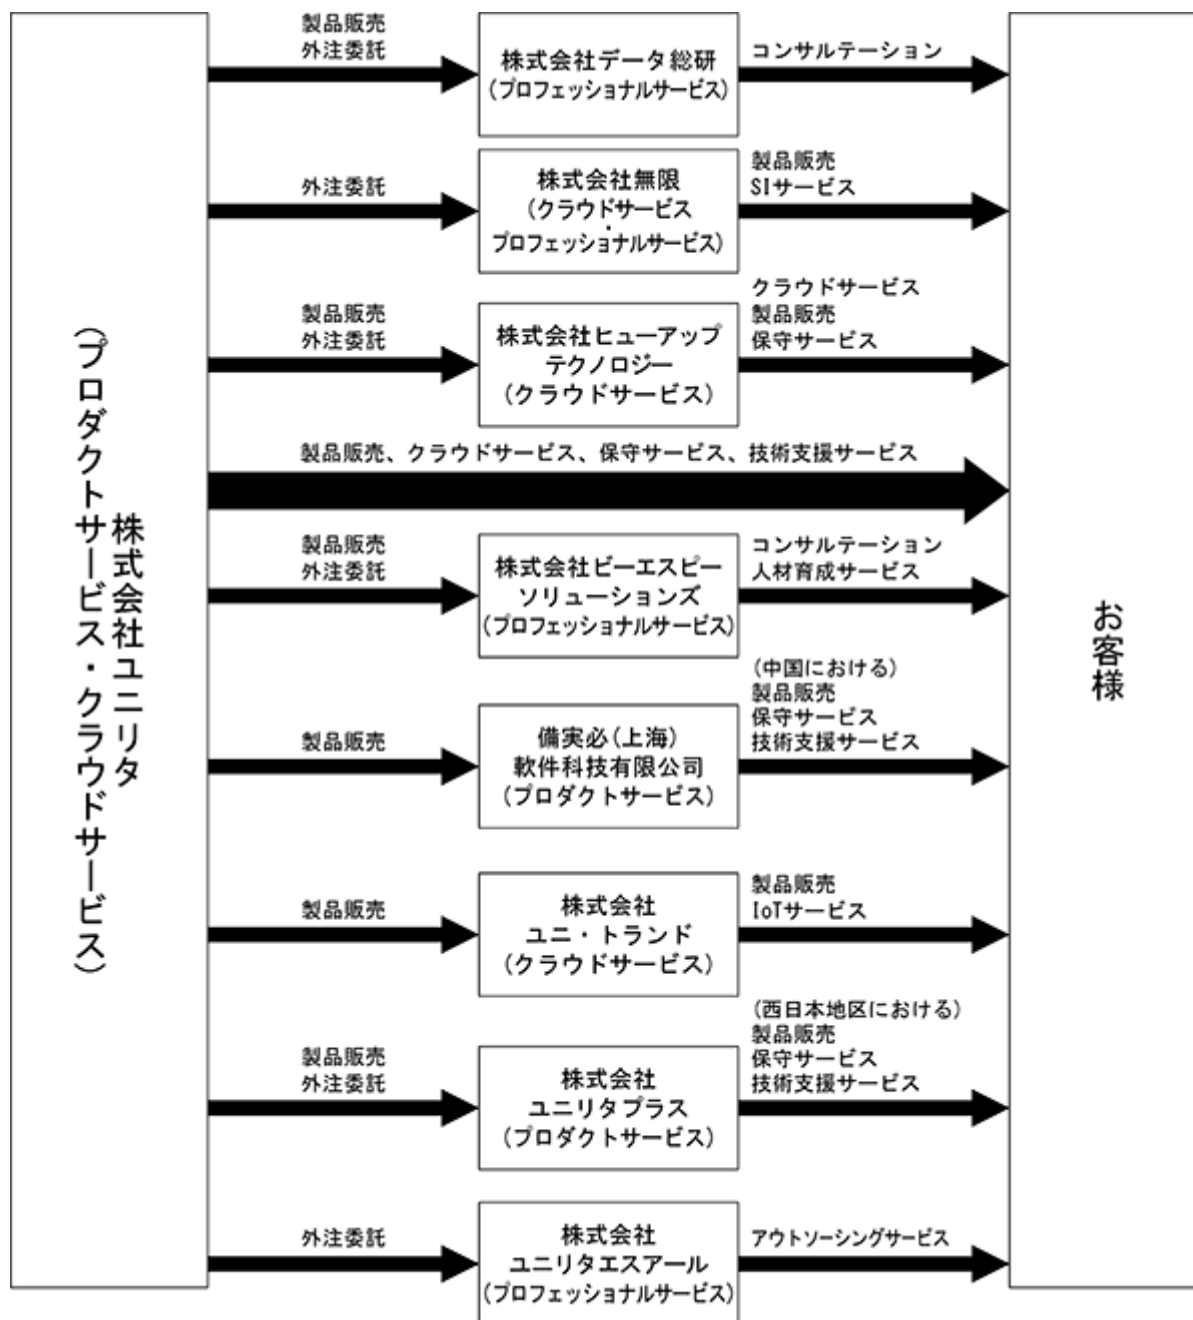 株式会社ユニリタ
(プロダクトサービス・クラウドサービス)
製品販売
外注委託
株式会社データ総研
(プロフェッショナルサービス)
コンサルテーション
外注委託
株式会社無限
(クラウドサービス
・
プロフェッショナルサービス)
製品販売
SIサービス
製品販売
外注委託
株式会社ヒューアップ
テクノロジー
(クラウドサービス)
クラウドサービス
製品販売
保守サービス
製品販売、クラウドサービス、保守サービス、技術支援サービス
製品販売
外注委託
株式会社ビーエスピー
ソリューションズ
(プロフェッショナルサービス)
コンサルテーション
人材育成サービス
製品販売
備実必(上海)
軟件科技有限公司
(プロダクトサービス)
(中国における)
製品販売
保守サービス
技術支援サービス
製品販売
株式会社
ユニ・トランド
(クラウドサービス)
製品販売
IoTサービス
製品販売
外注委託
株式会社
ユニリタプラス
(プロダクトサービス)
(西日本地区における)
製品販売
保守サービス
技術支援サービス
外注委託
株式会社
ユニリタエスアール
(プロフェッショナルサービス)
アウトソーシングサービス
お客様